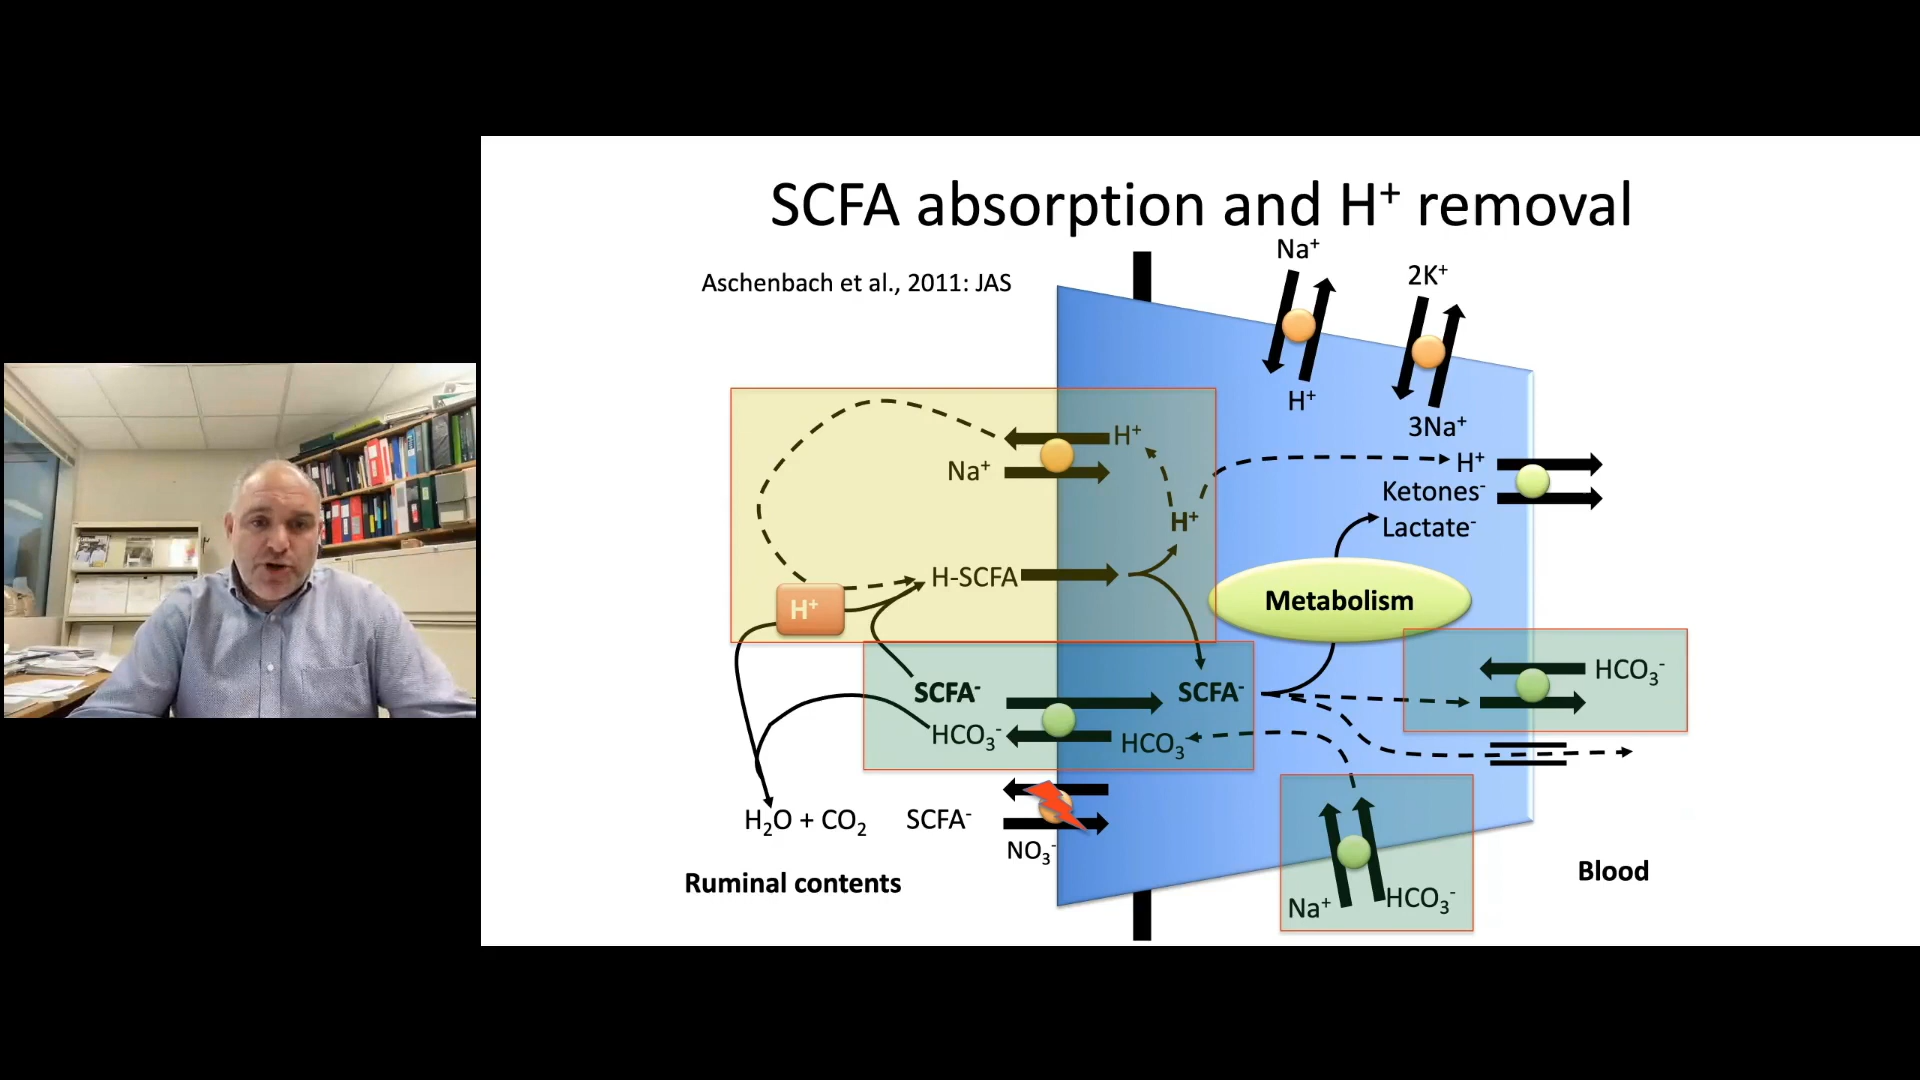 SCFA absorption and H⁺ removal
Aschenbach et al., 2011: JAS
Na⁺
H⁺
2K⁺
3Na⁺
H⁺
Na⁺
H⁺
H⁺
Ketones⁻
Lactate⁻
H-SCFA
H⁺
Metabolism
SCFA⁻
SCFA⁻
HCO₃⁻
HCO₃⁻
HCO₃
H₂O + CO₂
SCFA⁻
NO₃⁻
Na⁺
HCO₃⁻
Ruminal contents
Blood